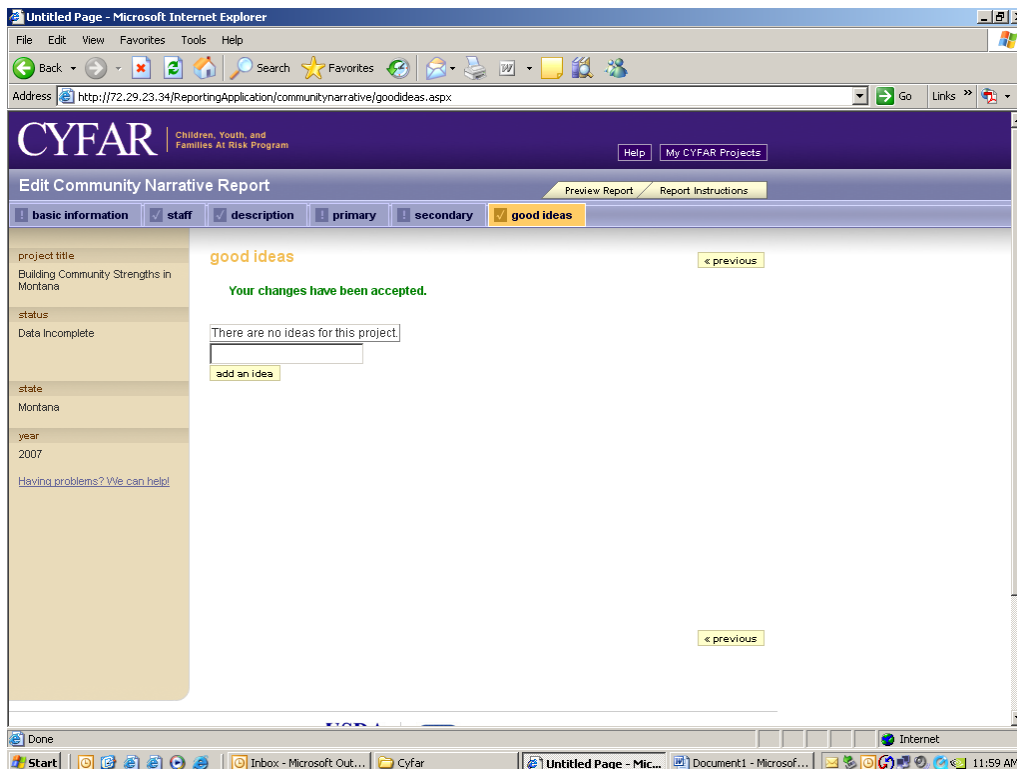 Untitled Page - Microsoft Internet Explorer
File Edit View Favorites Tools Help
Back Search Favorites
Address http://72.29.23.34/ReportingApplication/communitynarrative/goodideas.aspx Go Links »
CYFAR Children, Youth, and
Families At Risk Program
Help My CYFAR Projects
Edit Community Narrative Report
Preview Report Report Instructions
! basic information staff description ! primary ! secondary good ideas
project title
Building Community Strengths in
Montana
status
Data Incomplete
state
Montana
year
2007
Having problems? We can help!
good ideas
« previous
Your changes have been accepted.
There are no ideas for this project.
add an idea
« previous
Done Internet
Start Inbox - Microsoft Out... Cyfar Untitled Page - Mic... Document1 - Microsof... 11:59 AM